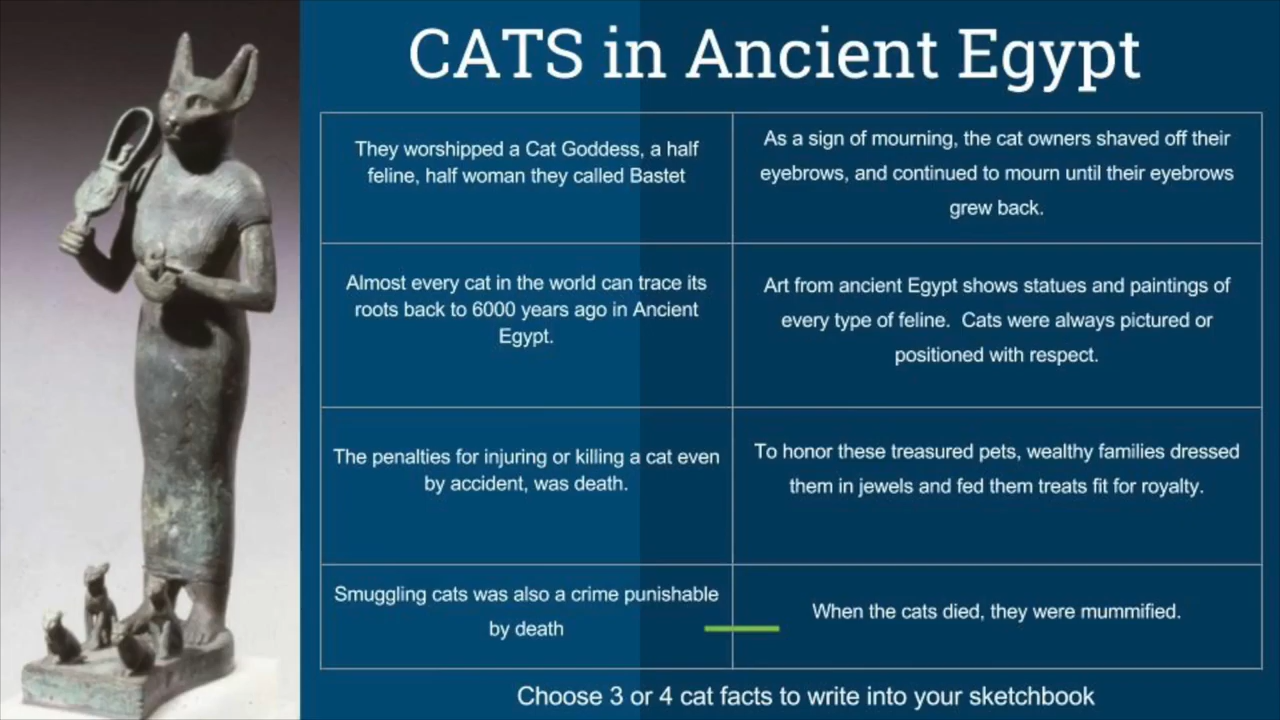 CATS in Ancient Egypt
They worshipped a Cat Goddess, a half
feline, half woman they called Bastet
As a sign of mourning, the cat owners shaved off their
eyebrows, and continued to mourn until their eyebrows
grew back.
Almost every cat in the world can trace its
roots back to 6000 years ago in Ancient
Egypt.
Art from ancient Egypt shows statues and paintings of
every type of feline.  Cats were always pictured or
positioned with respect.
The penalties for injuring or killing a cat even
by accident, was death.
To honor these treasured pets, wealthy families dressed
them in jewels and fed them treats fit for royalty.
Smuggling cats was also a crime punishable
by death
When the cats died, they were mummified.
Choose 3 or 4 cat facts to write into your sketchbook